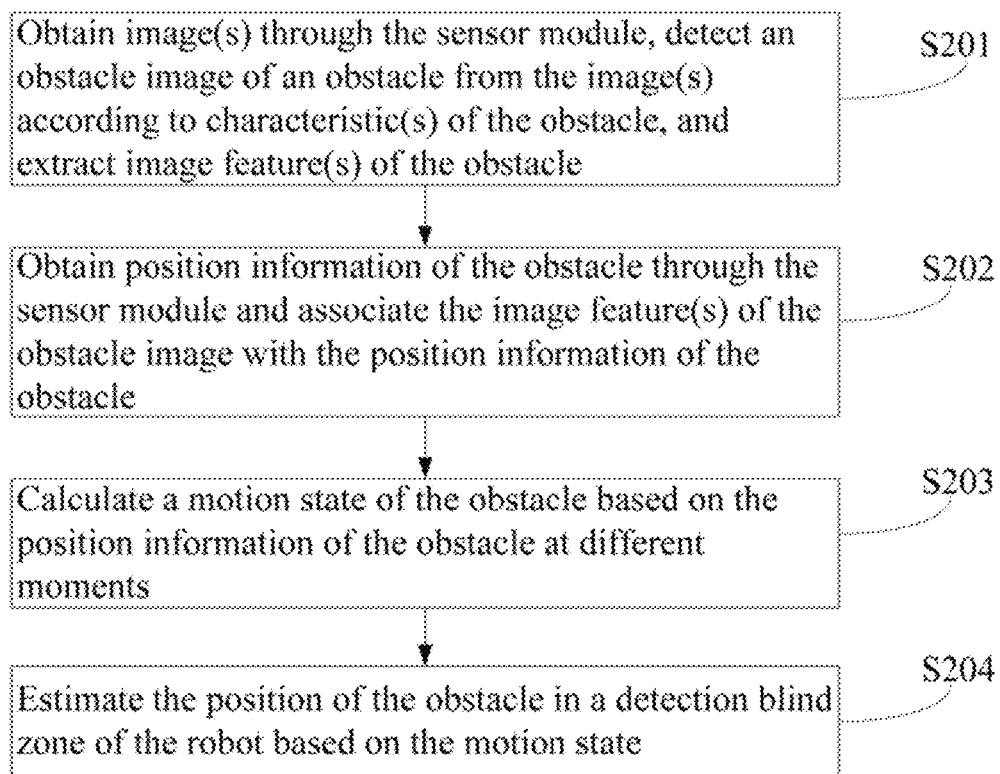 Obtain image(s) through the sensor module, detect an
obstacle image of an obstacle from the image(s)
according to characteristic(s) of the obstacle, and
extract image feature(s) of the obstacle
S201
Obtain position information of the obstacle through the
sensor module and associate the image feature(s) of the
obstacle image with the position information of the
obstacle
S202
Calculate a motion state of the obstacle based on the
position information of the obstacle at different
moments
S203
Estimate the position of the obstacle in a detection blind
zone of the robot based on the motion state
S204